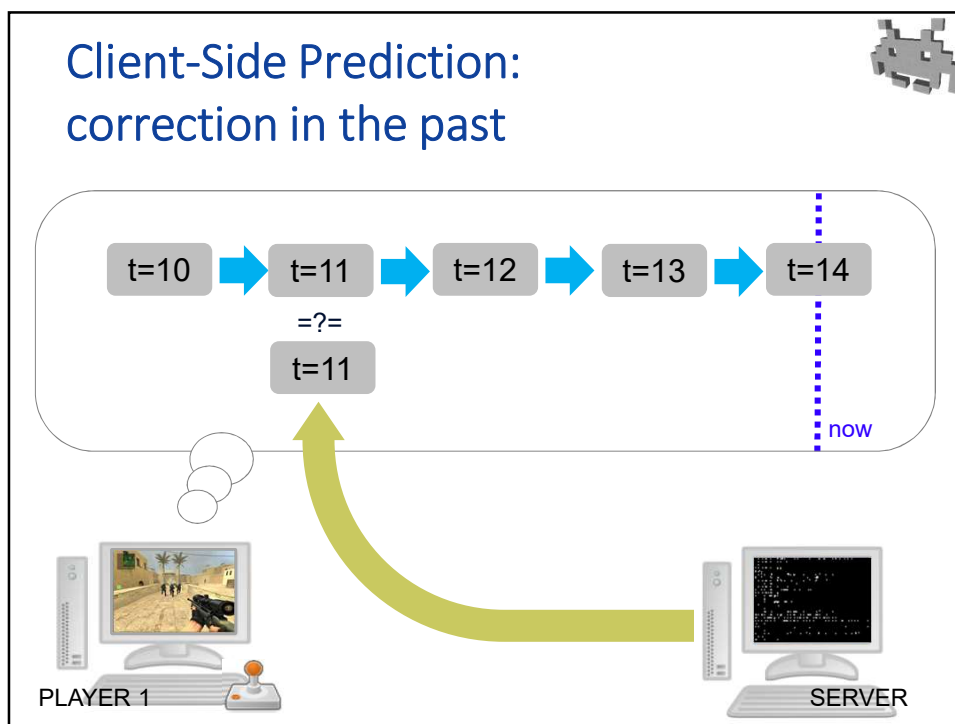 Client-Side Prediction:
correction in the past
t=10 t=11 t=12 t=13 t=14
=?=
t=11
now
PLAYER 1 SERVER